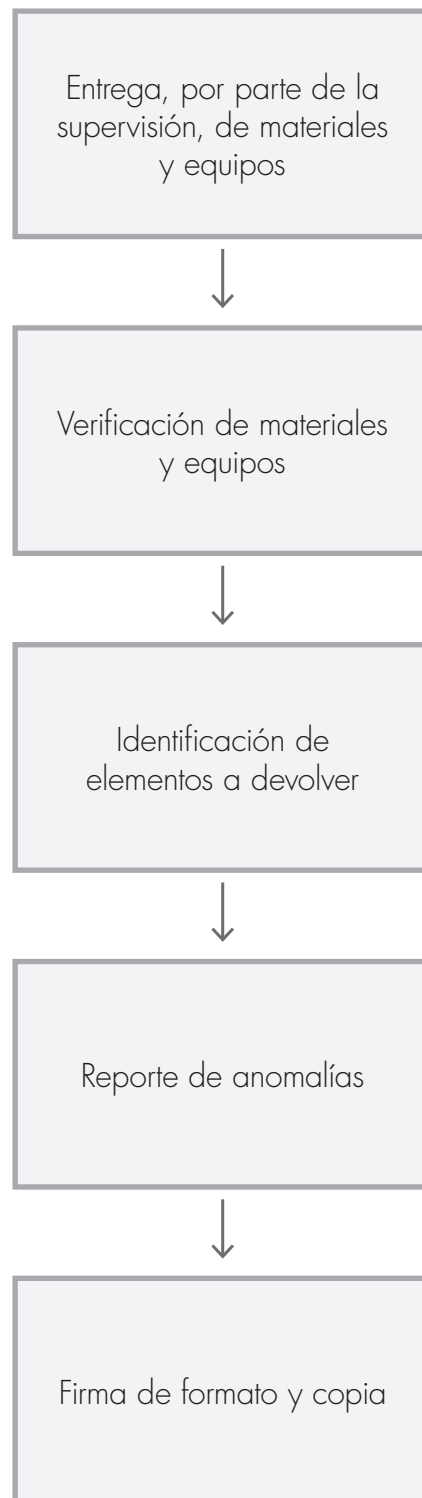 Entrega, por parte de la
supervisión, de materiales
y equipos
Verificación de materiales
y equipos
Identificación de
elementos a devolver
Reporte de anomalías
Firma de formato y copia